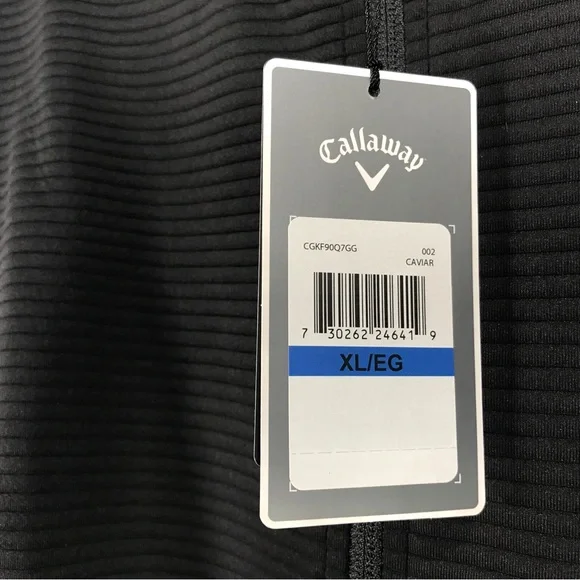 Callaway
CGKF90Q7GG 002
CAVIAR
7 30262 24641 9
XL/EG